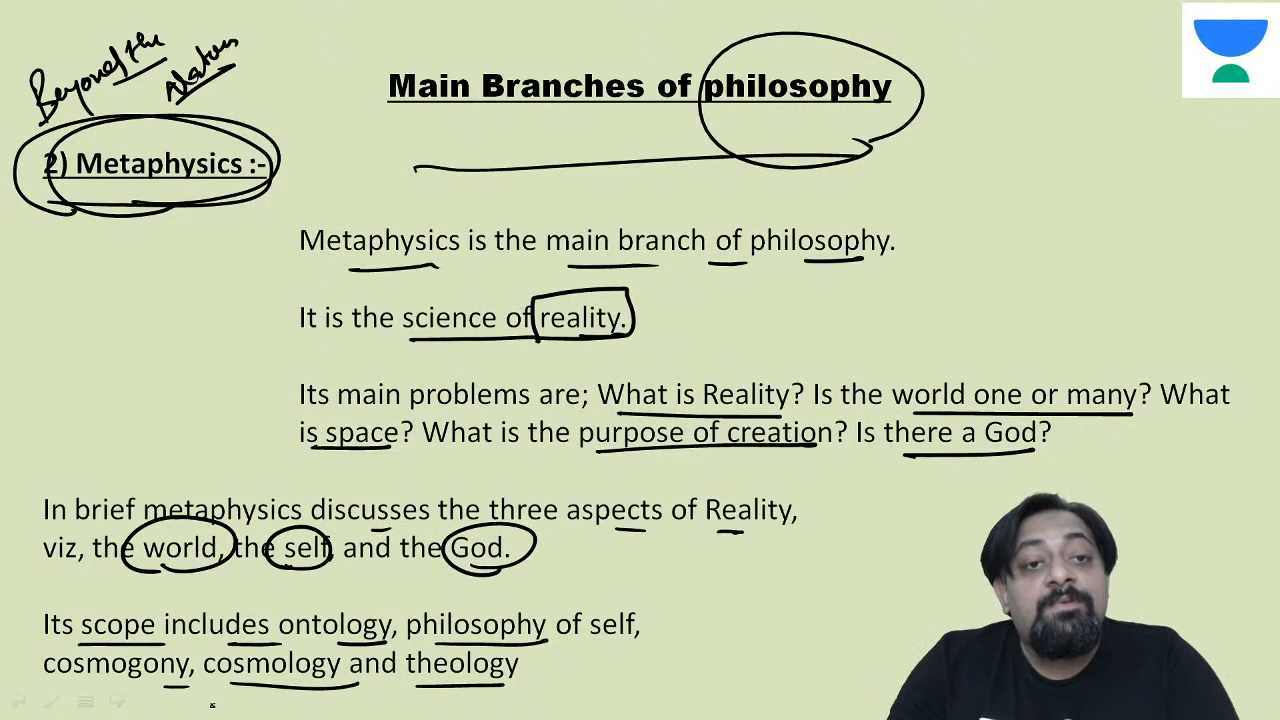 Beyond the
Nature
Main Branches of philosophy
2) Metaphysics :-
Metaphysics is the main branch of philosophy.
It is the science of reality.
Its main problems are; What is Reality? Is the world one or many? What
is space? What is the purpose of creation? Is there a God?
In brief metaphysics discusses the three aspects of Reality,
viz, the world, the self, and the God.
Its scope includes ontology, philosophy of self,
cosmogony, cosmology and theology